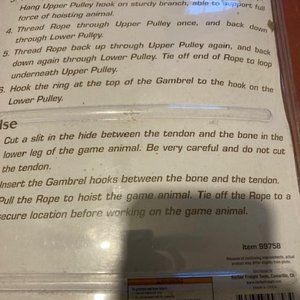 Hang Upper Pulley hook on sturdy branch, able to support full
force of hoisting animal.
4. Thread Rope through Upper Pulley once, and back down
through Lower Pulley.
5. Thread Rope back up through Upper Pulley again, and back
down again through Lower Pulley. Tie off end of Rope to loop
underneath Upper Pulley.
6. Hook the ring at the top of the Gambrel to the hook on the
Lower Pulley.
Use
Cut a slit in the hide between the tendon and the bone in the
lower leg of the game animal. Be very careful and do not cut
the tendon.
Insert the Gambrel hooks between the bone and the tendon.
Pull the Rope to hoist the game animal. Tie off the Rope to a
secure location before working on the game animal.
Item 99758